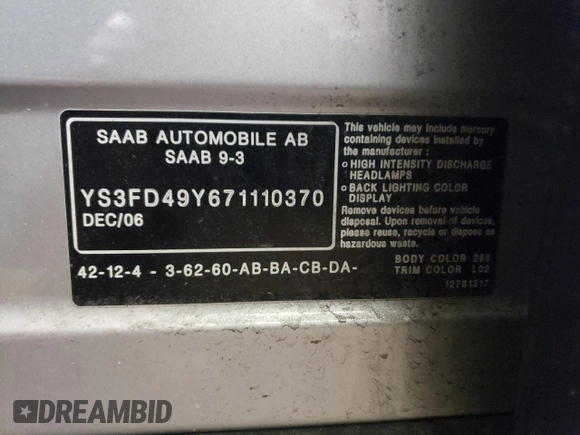 SAAB AUTOMOBILE AB
SAAB 9-3
YS3FD49Y671110370
DEC/06
42-12-4 - 3-62-60-AB-BA-CB-DA-
This vehicle may include mercury
containing devices installed by
the manufacturer:
HIGH INTENSITY DISCHARGE
HEADLAMPS
BACK LIGHTING COLOR
DISPLAY
Remove devices before vehicle
disposal. Upon removal of devices,
please reuse, recycle or dispose as
hazardous waste.
BODY COLOR 268
TRIM COLOR L02
12781317
DREAMBID